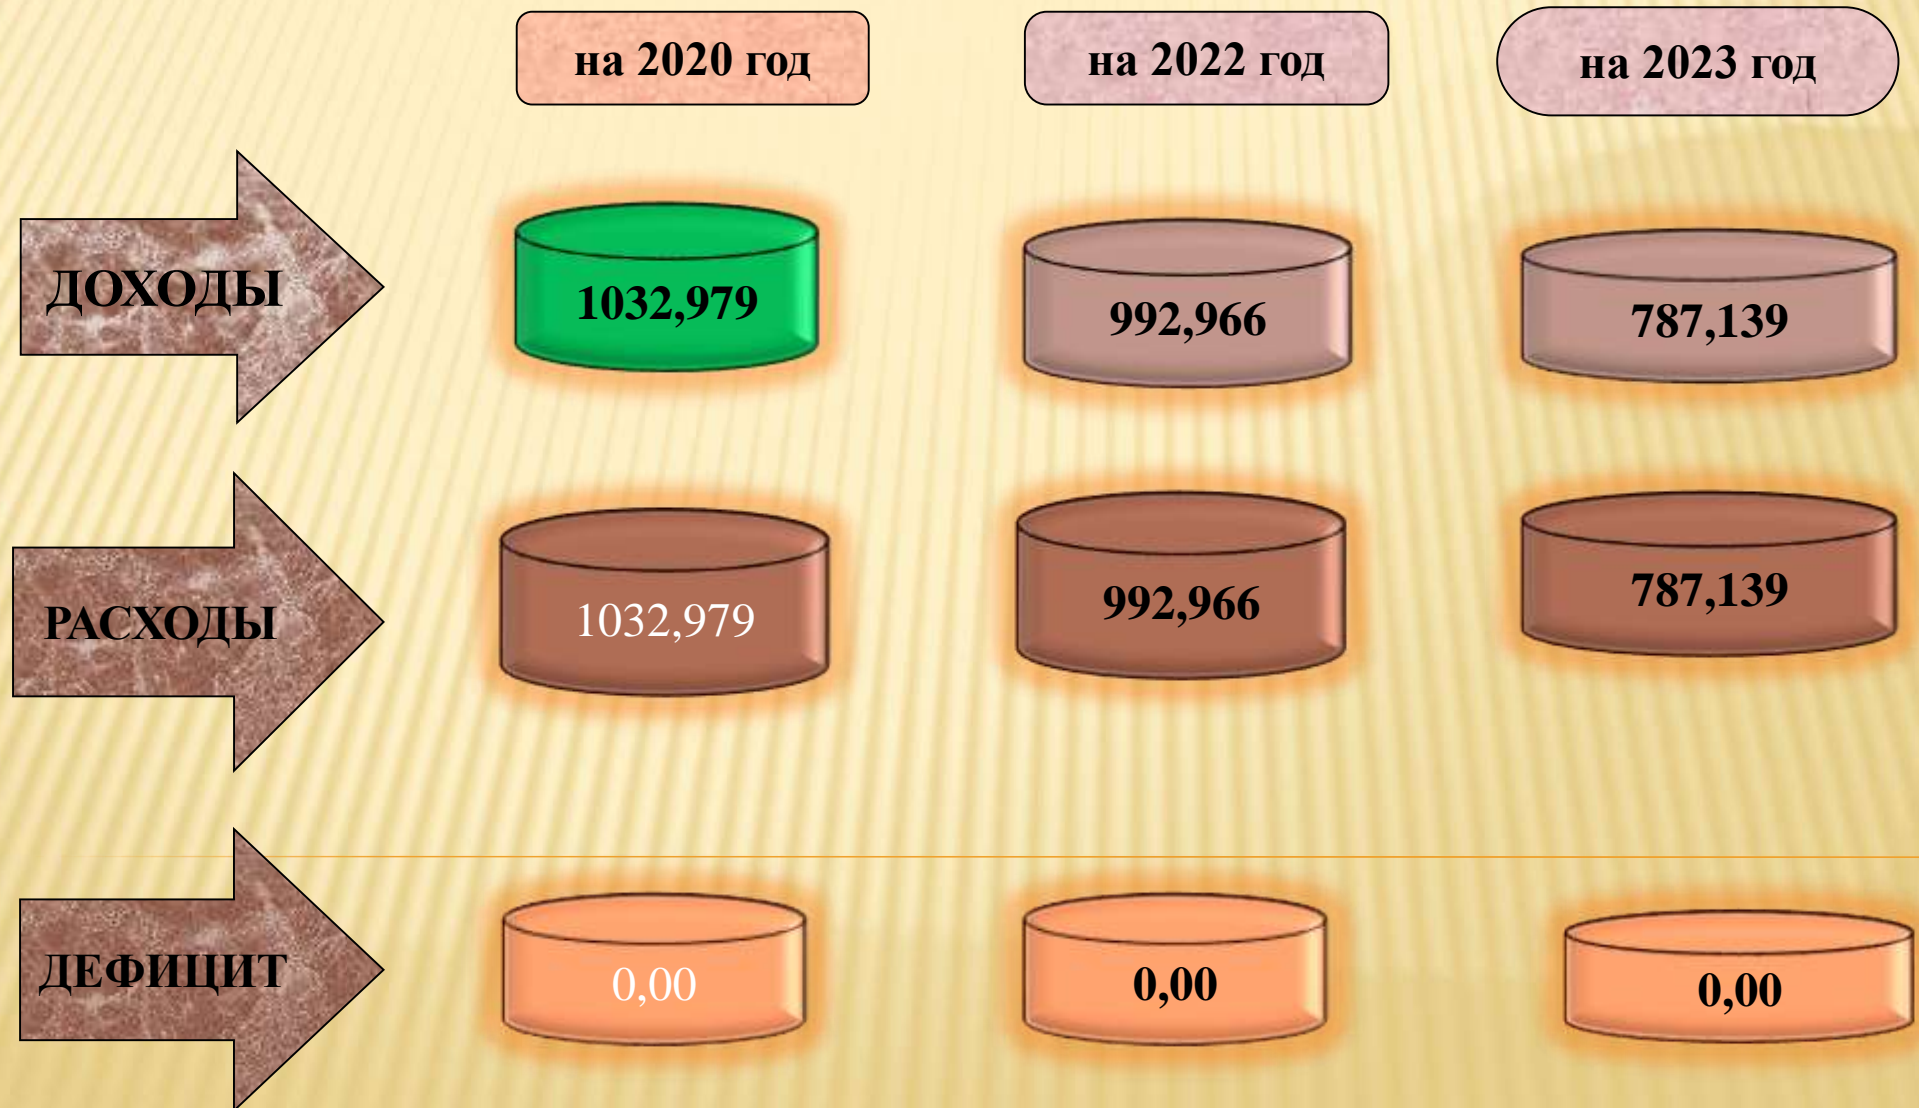 на 2020 год
на 2022 год
на 2023 год
ДОХОДЫ
1032,979
992,966
787,139
РАСХОДЫ
1032,979
992,966
787,139
ДЕФИЦИТ
0,00
0,00
0,00